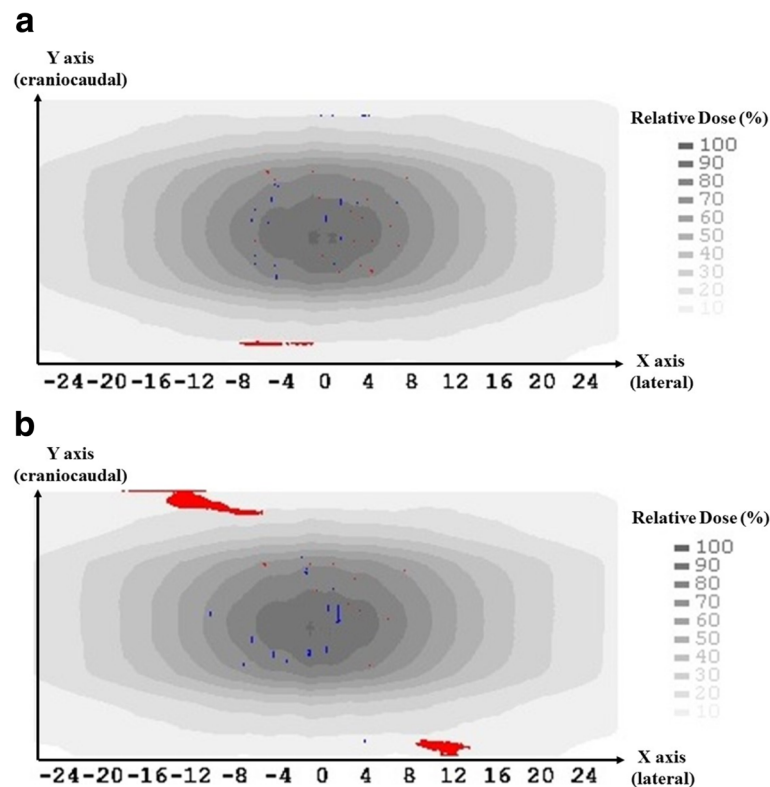 a
Y axis
(craniocaudal)
Relative Dose (%)
100
90
80
70
60
50
40
30
20
10
-24-20-16-12 -8 -4 0 4 8 12 16 20 24
X axis
(lateral)
b
Y axis
(craniocaudal)
Relative Dose (%)
100
90
80
70
60
50
40
30
20
10
-24-20-16-12 -8 -4 0 4 8 12 16 20 24
X axis
(lateral)